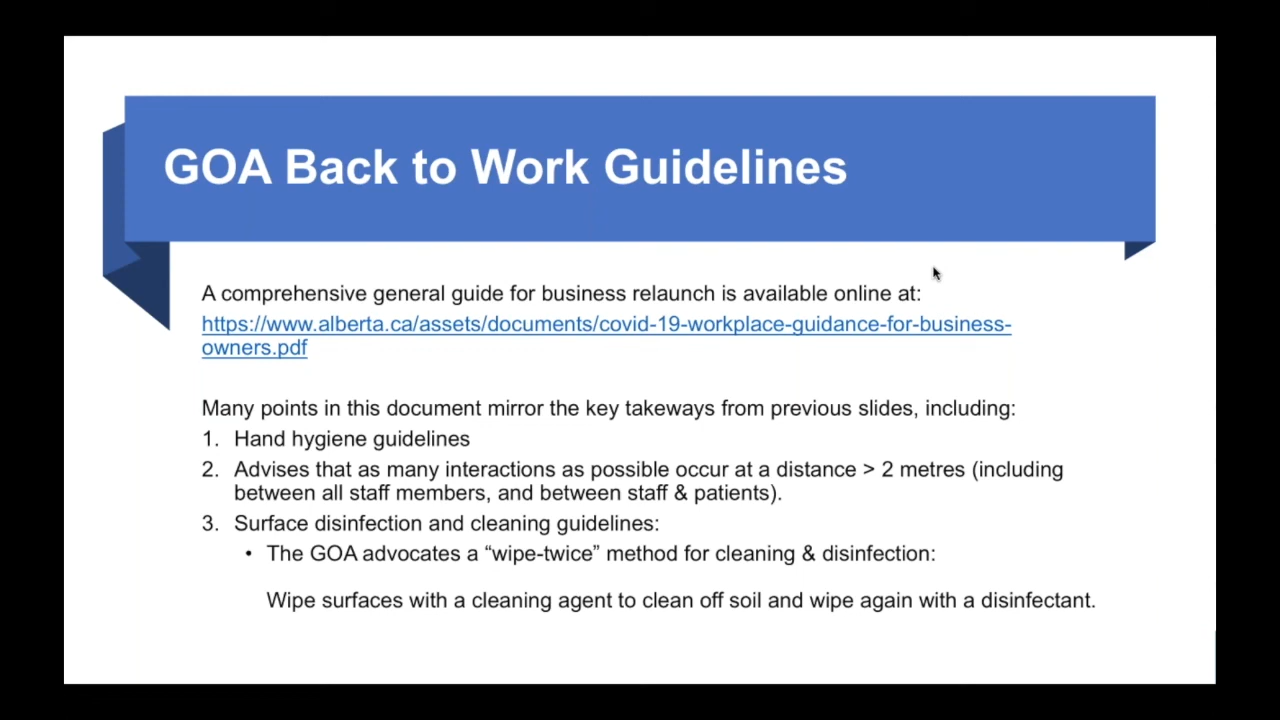 GOA Back to Work Guidelines
A comprehensive general guide for business relaunch is available online at:
https://www.alberta.ca/assets/documents/covid-19-workplace-guidance-for-business-
owners.pdf
Many points in this document mirror the key takeways from previous slides, including:
1. Hand hygiene guidelines
2. Advises that as many interactions as possible occur at a distance > 2 metres (including
between all staff members, and between staff & patients).
3. Surface disinfection and cleaning guidelines:
• The GOA advocates a “wipe-twice” method for cleaning & disinfection:
Wipe surfaces with a cleaning agent to clean off soil and wipe again with a disinfectant.